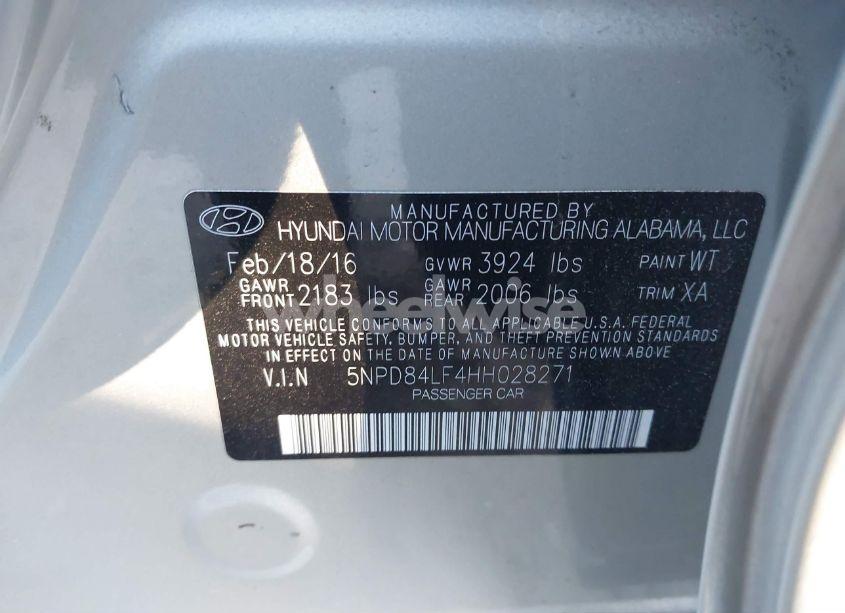 MANUFACTURED BY
HYUNDAI MOTOR MANUFACTURING ALABAMA, LLC
Feb/18/16 GVWR 3924 lbs PAINT WT
GAWR FRONT 2183 lbs GAWR REAR 2006 lbs TRIM XA
wheelwise
THIS VEHICLE CONFORMS TO ALL APPLICABLE U.S.A. FEDERAL
MOTOR VEHICLE SAFETY, BUMPER, AND THEFT PREVENTION STANDARDS
IN EFFECT ON THE DATE OF MANUFACTURE SHOWN ABOVE.
V.I.N 5NPD84LF4HH028271
PASSENGER CAR